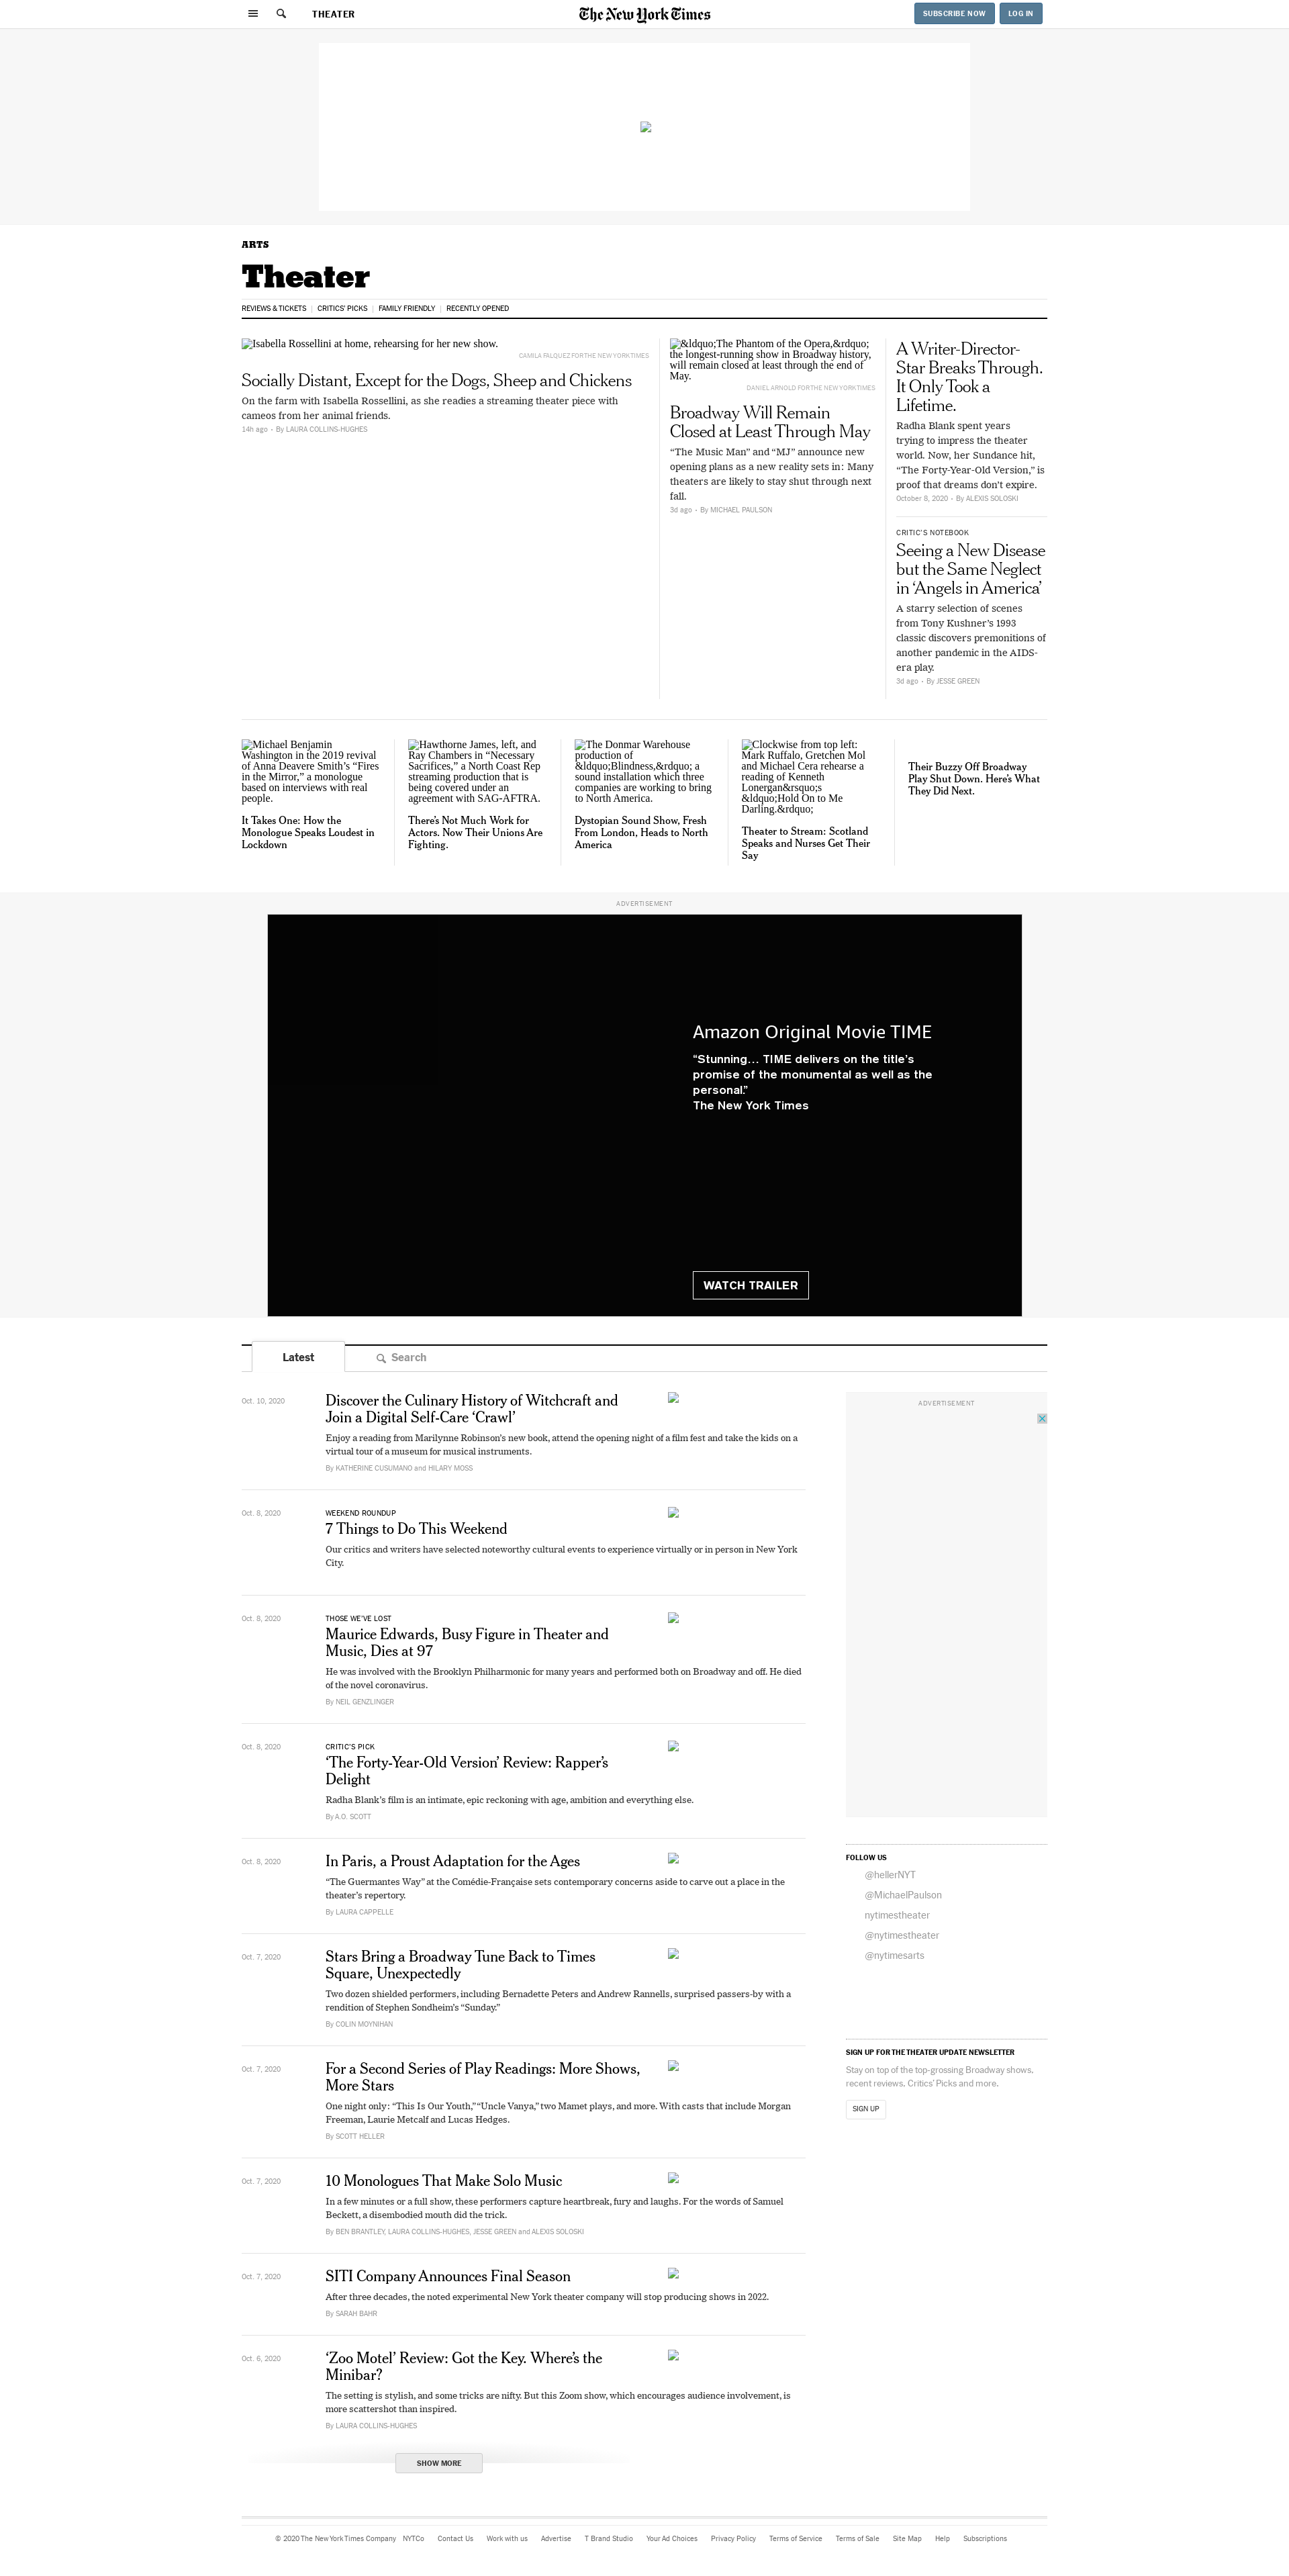 THEATER
The New York Times
SUBSCRIBE NOW
LOG IN
ARTS
Theater
REVIEWS & TICKETS | CRITICS' PICKS | FAMILY FRIENDLY | RECENTLY OPENED
Isabella Rossellini at home, rehearsing for her new show.
CAMILA FALQUEZ FOR THE NEW YORK TIMES
Socially Distant, Except for the Dogs, Sheep and Chickens
On the farm with Isabella Rossellini, as she readies a streaming theater piece with
cameos from her animal friends.
14h ago • By LAURA COLLINS-HUGHES
&ldquo;The Phantom of the Opera,&rdquo;
the longest-running show in Broadway history,
will remain closed at least through the end of
May.
DANIEL ARNOLD FOR THE NEW YORK TIMES
Broadway Will Remain
Closed at Least Through May
“The Music Man” and “MJ” announce new
opening plans as a new reality sets in: Many
theaters are likely to stay shut through next
fall.
3d ago • By MICHAEL PAULSON
A Writer-Director-
Star Breaks Through.
It Only Took a
Lifetime.
Radha Blank spent years
trying to impress the theater
world. Now, her Sundance hit,
“The Forty-Year-Old Version,” is
proof that dreams don’t expire.
October 8, 2020 • By ALEXIS SOLOSKI
CRITIC’S NOTEBOOK
Seeing a New Disease
but the Same Neglect
in ‘Angels in America’
A starry selection of scenes
from Tony Kushner’s 1993
classic discovers premonitions of
another pandemic in the AIDS-
era play.
3d ago • By JESSE GREEN
Michael Benjamin
Washington in the 2019 revival
of Anna Deavere Smith’s “Fires
in the Mirror,” a monologue
based on interviews with real
people.
It Takes One: How the
Monologue Speaks Loudest in
Lockdown
Hawthorne James, left, and
Ray Chambers in “Necessary
Sacrifices,” a North Coast Rep
streaming production that is
being covered under an
agreement with SAG-AFTRA.
There’s Not Much Work for
Actors. Now Their Unions Are
Fighting.
The Donmar Warehouse
production of
&ldquo;Blindness,&rdquo; a
sound installation which three
companies are working to bring
to North America.
Dystopian Sound Show, Fresh
From London, Heads to North
America
Clockwise from top left:
Mark Ruffalo, Gretchen Mol
and Michael Cera rehearse a
reading of Kenneth
Lonergan&rsquo;s
&ldquo;Hold On to Me
Darling.&rdquo;
Theater to Stream: Scotland
Speaks and Nurses Get Their
Say
Their Buzzy Off Broadway
Play Shut Down. Here’s What
They Did Next.
ADVERTISEMENT
Amazon Original Movie TIME
“Stunning… TIME delivers on the title’s
promise of the monumental as well as the
personal.”
The New York Times
WATCH TRAILER
Latest
Search
Oct. 10, 2020
Discover the Culinary History of Witchcraft and
Join a Digital Self-Care ‘Crawl’
Enjoy a reading from Marilynne Robinson’s new book, attend the opening night of a film fest and take the kids on a
virtual tour of a museum for musical instruments.
By KATHERINE CUSUMANO and HILARY MOSS
Oct. 8, 2020
WEEKEND ROUNDUP
7 Things to Do This Weekend
Our critics and writers have selected noteworthy cultural events to experience virtually or in person in New York
City.
Oct. 8, 2020
THOSE WE’VE LOST
Maurice Edwards, Busy Figure in Theater and
Music, Dies at 97
He was involved with the Brooklyn Philharmonic for many years and performed both on Broadway and off. He died
of the novel coronavirus.
By NEIL GENZLINGER
Oct. 8, 2020
CRITIC’S PICK
‘The Forty-Year-Old Version’ Review: Rapper’s
Delight
Radha Blank’s film is an intimate, epic reckoning with age, ambition and everything else.
By A.O. SCOTT
Oct. 8, 2020
In Paris, a Proust Adaptation for the Ages
“The Guermantes Way” at the Comédie-Française sets contemporary concerns aside to carve out a place in the
theater’s repertory.
By LAURA CAPPELLE
Oct. 7, 2020
Stars Bring a Broadway Tune Back to Times
Square, Unexpectedly
Two dozen shielded performers, including Bernadette Peters and Andrew Rannells, surprised passers-by with a
rendition of Stephen Sondheim’s “Sunday.”
By COLIN MOYNIHAN
Oct. 7, 2020
For a Second Series of Play Readings: More Shows,
More Stars
One night only: “This Is Our Youth,” “Uncle Vanya,” two Mamet plays, and more. With casts that include Morgan
Freeman, Laurie Metcalf and Lucas Hedges.
By SCOTT HELLER
Oct. 7, 2020
10 Monologues That Make Solo Music
In a few minutes or a full show, these performers capture heartbreak, fury and laughs. For the words of Samuel
Beckett, a disembodied mouth did the trick.
By BEN BRANTLEY, LAURA COLLINS-HUGHES, JESSE GREEN and ALEXIS SOLOSKI
Oct. 7, 2020
SITI Company Announces Final Season
After three decades, the noted experimental New York theater company will stop producing shows in 2022.
By SARAH BAHR
Oct. 6, 2020
‘Zoo Motel’ Review: Got the Key. Where’s the
Minibar?
The setting is stylish, and some tricks are nifty. But this Zoom show, which encourages audience involvement, is
more scattershot than inspired.
By LAURA COLLINS-HUGHES
SHOW MORE
ADVERTISEMENT
FOLLOW US
@hellerNYT
@MichaelPaulson
nytimestheater
@nytimestheater
@nytimesarts
SIGN UP FOR THE THEATER UPDATE NEWSLETTER
Stay on top of the top-grossing Broadway shows,
recent reviews, Critics’ Picks and more.
SIGN UP
© 2020 The New York Times Company NYTCo Contact Us Work with us Advertise T Brand Studio Your Ad Choices Privacy Policy Terms of Service Terms of Sale Site Map Help Subscriptions